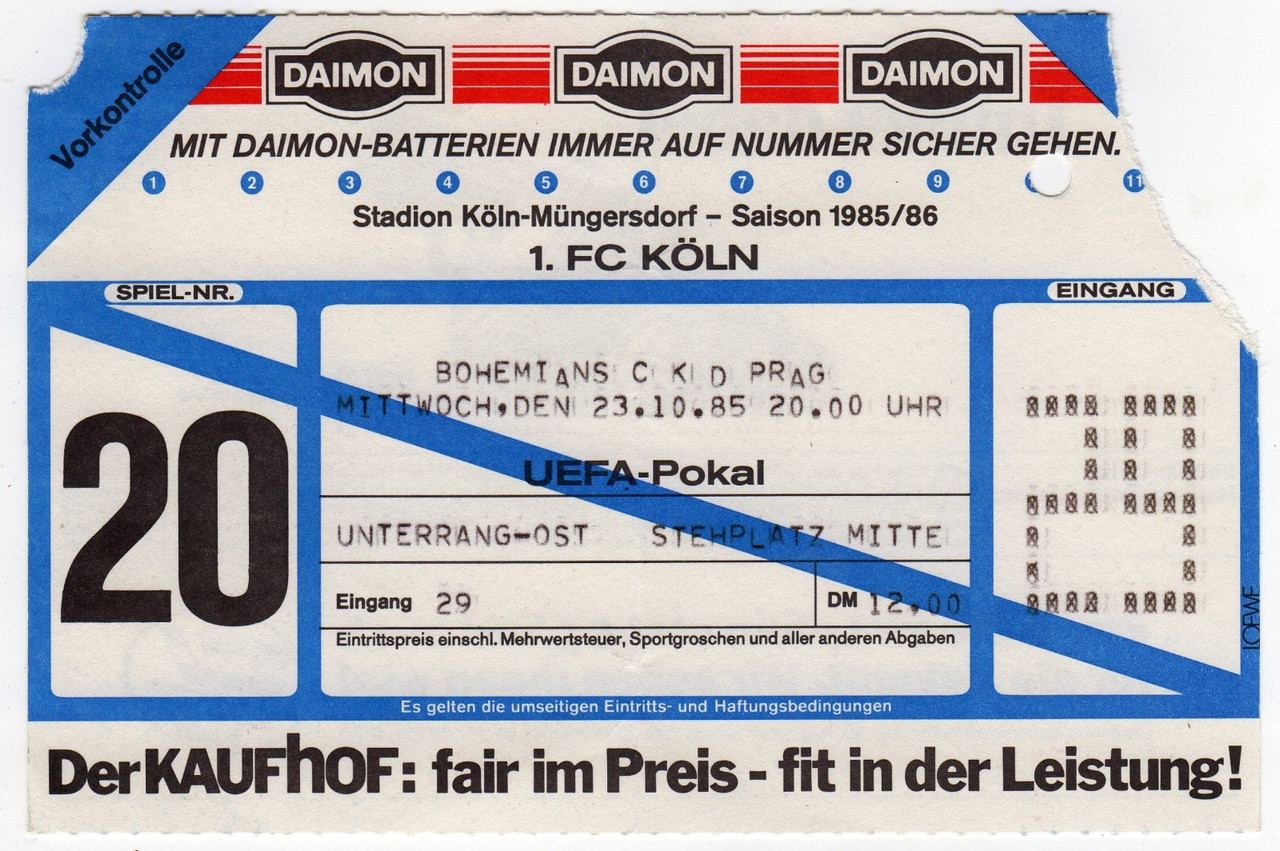 Vorkontrolle
DAIMON DAIMON DAIMON
MIT DAIMON-BATTERIEN IMMER AUF NUMMER SICHER GEHEN.
1 2 3 4 5 6 7 8 9 11
Stadion Köln-Müngersdorf – Saison 1985/86
1. FC KÖLN
SPIEL-NR.
EINGANG
20
BOHEMIANS CKD PRAG
MITTWOCH,DEN 23.10.85 20.00 UHR
UEFA-Pokal
UNTERRANG-OST STEHPLATZ MITTE
Eingang 29 DM 12.00
29
Eintrittspreis einschl. Mehrwertsteuer, Sportgroschen und aller anderen Abgaben
LOEWE
Es gelten die umseitigen Eintritts- und Haftungsbedingungen
Der KAUFhOF: fair im Preis - fit in der Leistung!